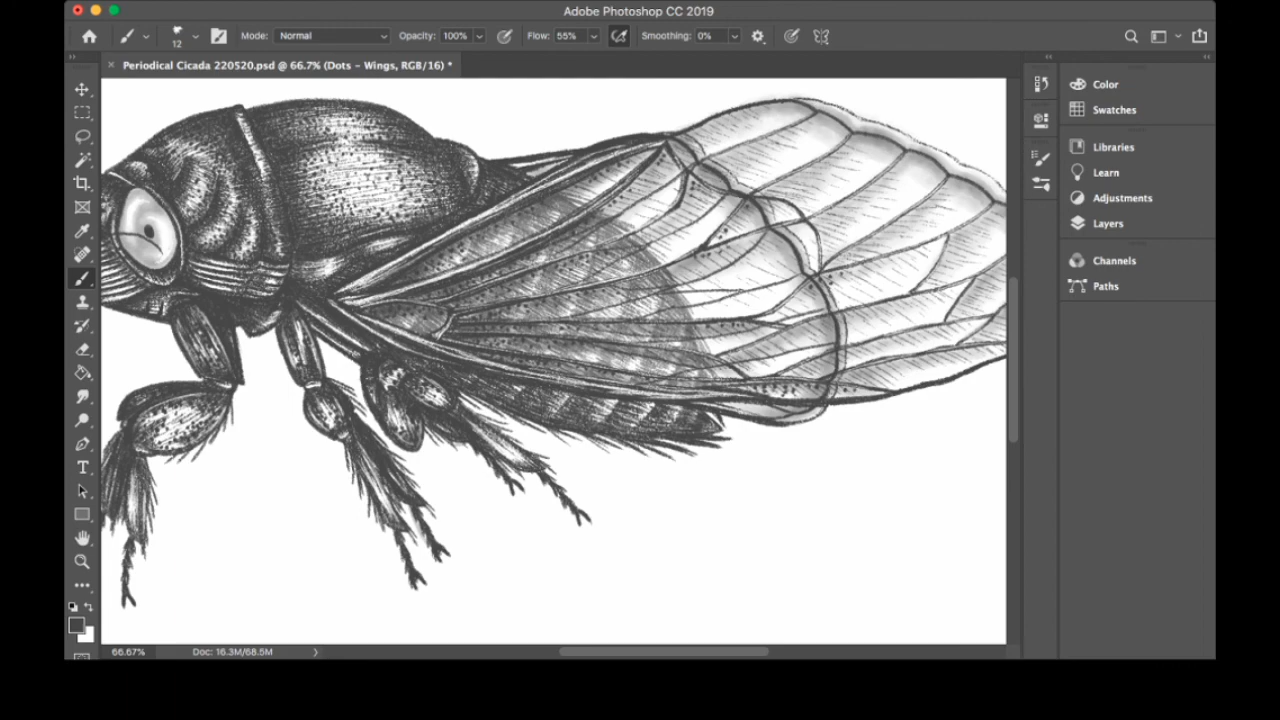 Adobe Photoshop CC 2019
12 Mode: Normal Opacity: 100% Flow: 55% Smoothing: 0%
× Periodical Cicada 220520.psd @ 66.7% (Dots - Wings, RGB/16) *
Color
Swatches
Libraries
Learn
Adjustments
Layers
Channels
Paths
T
66.67% Doc: 16.3M/68.5M